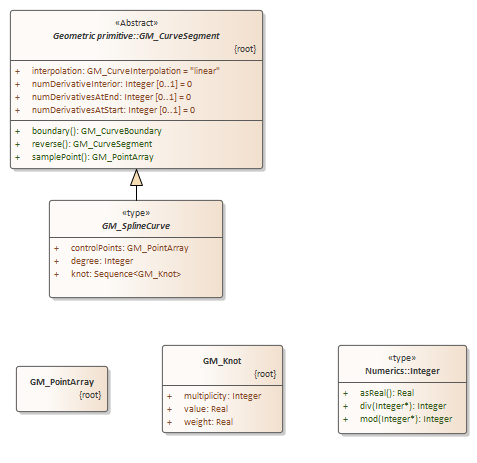 «Abstract»
Geometric primitive::GM_CurveSegment
{root}
+ interpolation: GM_CurveInterpolation = "linear"
+ numDerivativeInterior: Integer [0..1] = 0
+ numDerivativesAtEnd: Integer [0..1] = 0
+ numDerivativesAtStart: Integer [0..1] = 0
+ boundary(): GM_CurveBoundary
+ reverse(): GM_CurveSegment
+ samplePoint(): GM_PointArray
«type»
GM_SplineCurve
+ controlPoints: GM_PointArray
+ degree: Integer
+ knot: Sequence<GM_Knot>
GM_PointArray
{root}
GM_Knot
{root}
+ multiplicity: Integer
+ value: Real
+ weight: Real
«type»
Numerics::Integer
+ asReal(): Real
+ div(Integer*): Integer
+ mod(Integer*): Integer